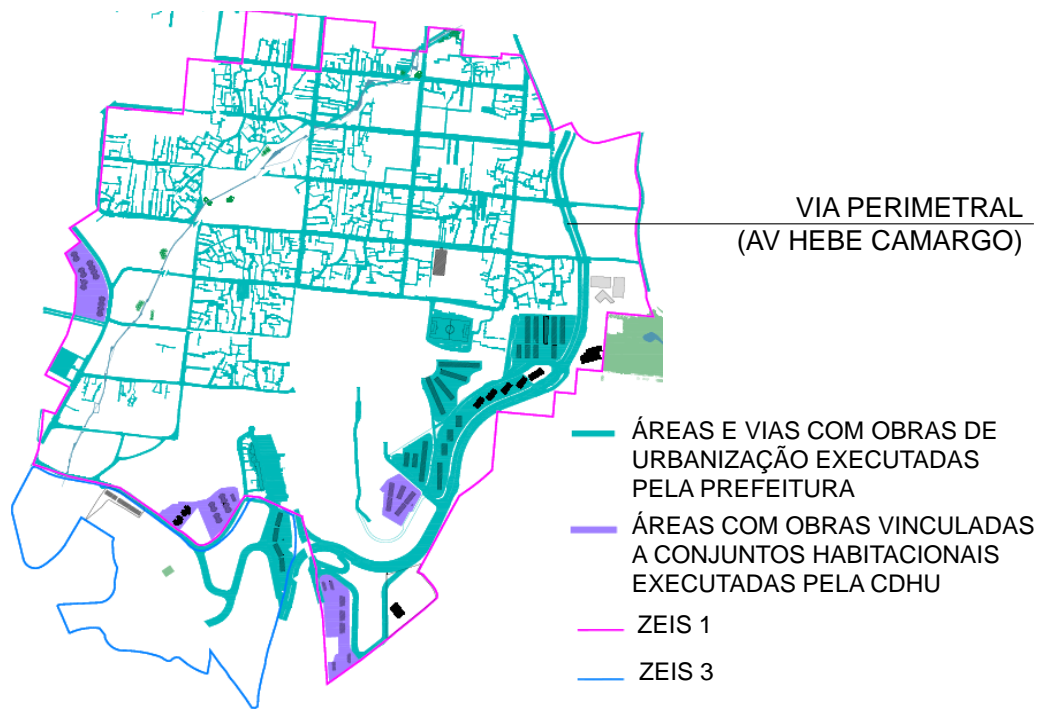 VIA PERIMETRAL
(AV HEBE CAMARGO)
ÁREAS E VIAS COM OBRAS DE
URBANIZAÇÃO EXECUTADAS
PELA PREFEITURA
ÁREAS COM OBRAS VINCULADAS
A CONJUNTOS HABITACIONAIS
EXECUTADAS PELA CDHU
ZEIS 1
ZEIS 3